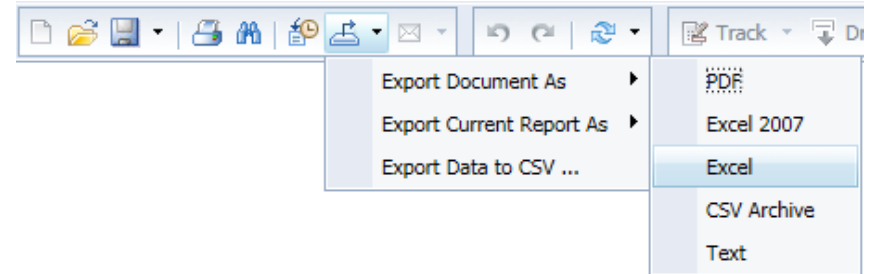 Track Dr
Export Document As PDF
Export Current Report As Excel 2007
Export Data to CSV ... Excel
CSV Archive
Text